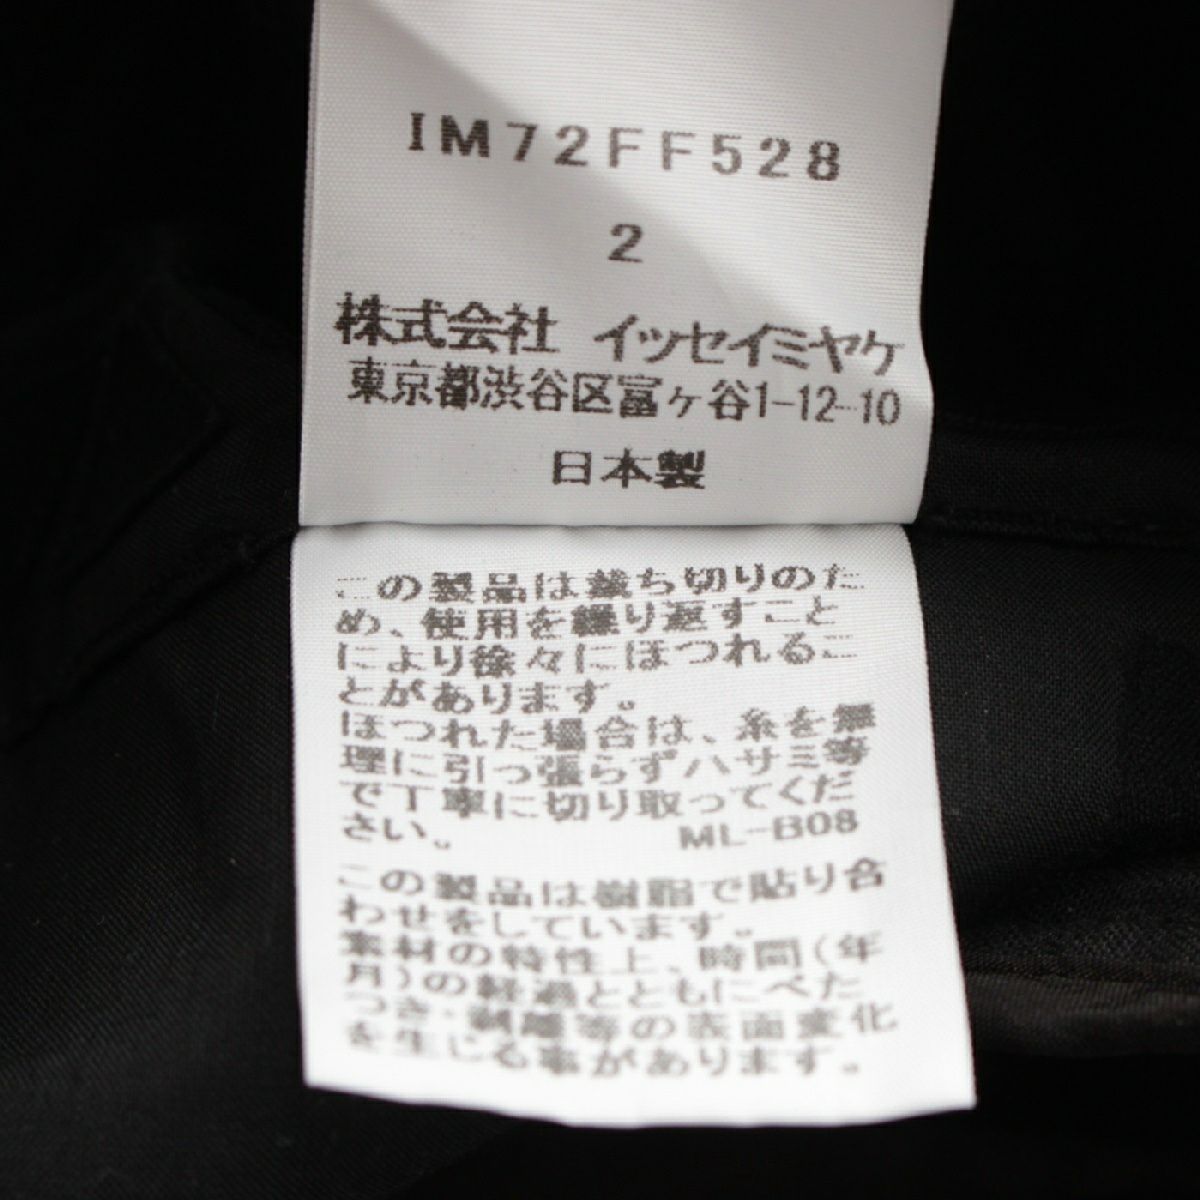 IM72FF528
2
株式会社 イッセイミヤケ
東京都渋谷区富ヶ谷1-12-10
日本製
この製品は裁ち切りのた
め、使用を繰り返すこと
により徐々にほつれるこ
とがあります。
ほつれた場合は、糸を無
理に引っ張らずハサミ等
で丁寧に切り取ってくだ
さい。 ML-B08
この製品は樹脂で貼り合
わせをしています。
素材の特性上、時間(年
月)の経過とともにべた
つき・剥離等の表面変化
を生じる事があります。